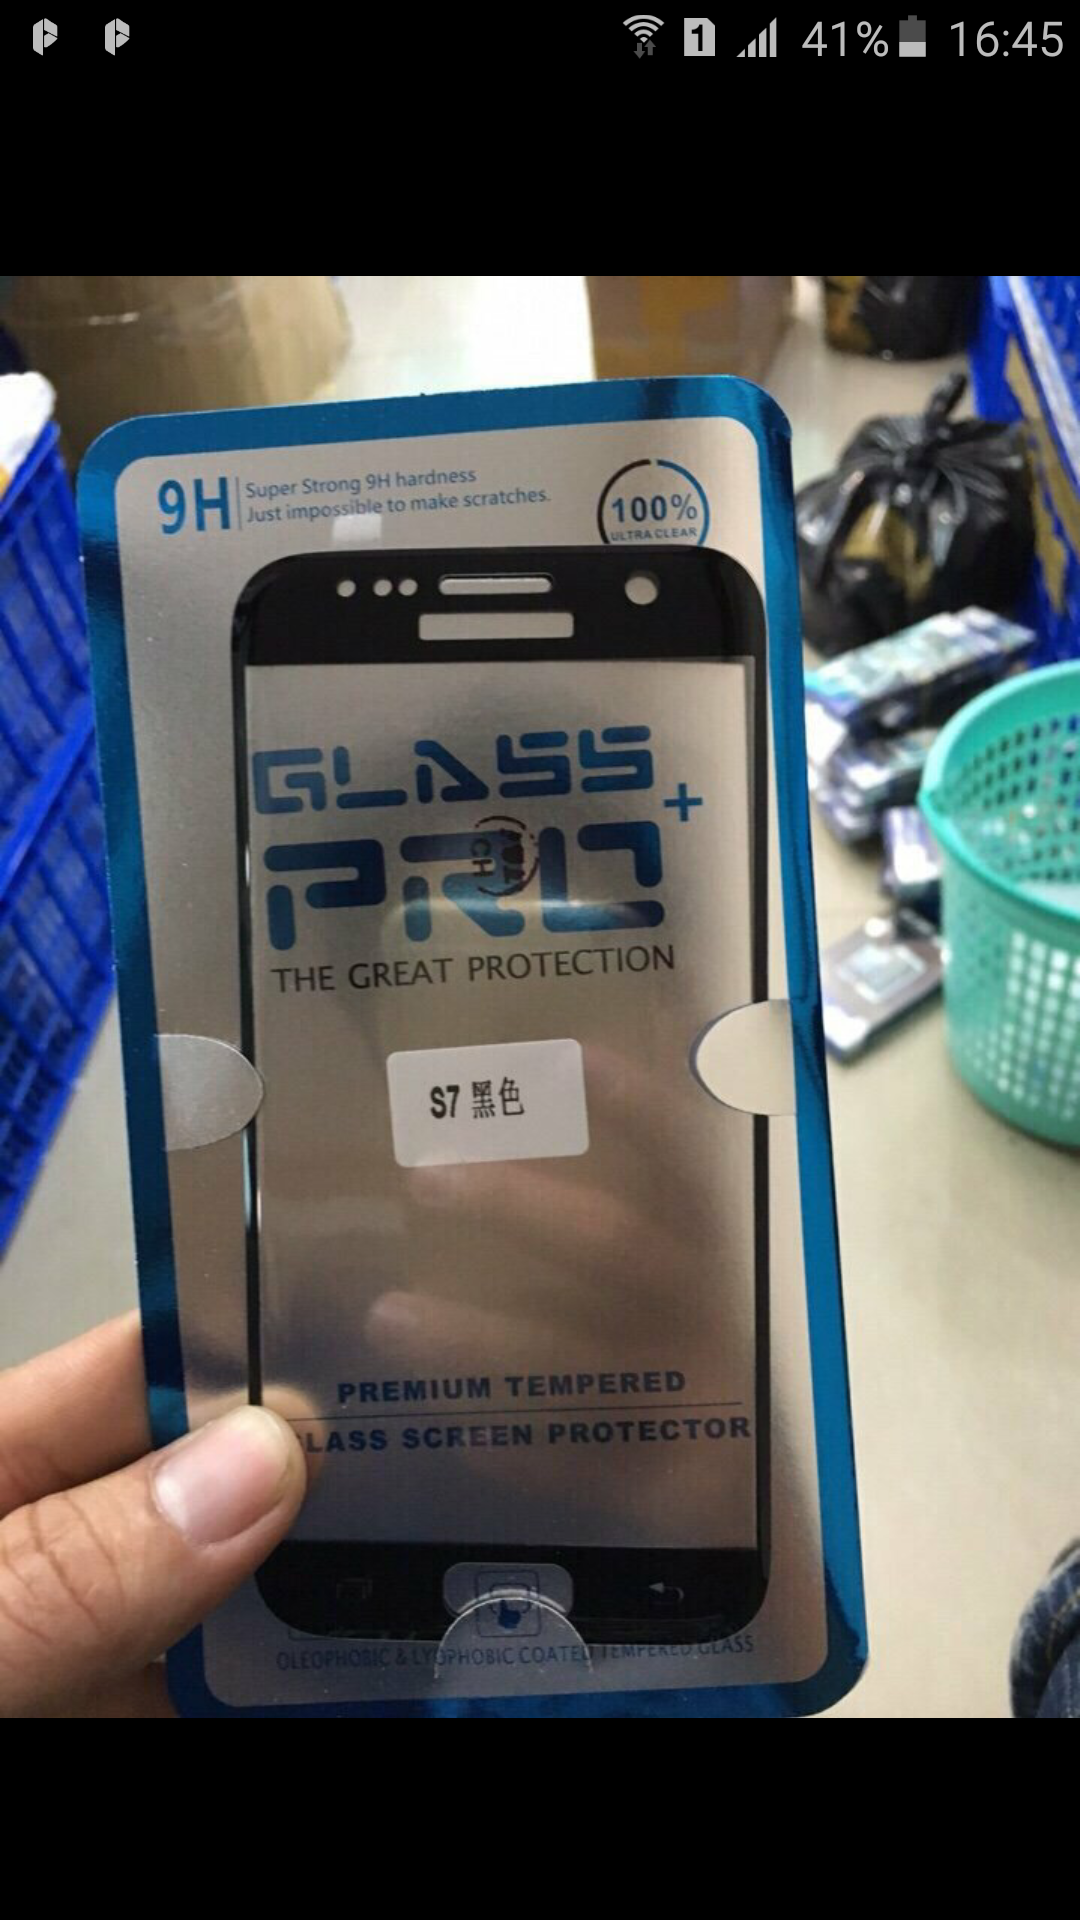 41% 16:45
9H
Super Strong 9H hardness
Just impossible to make scratches.
100%
ULTRA CLEAR
GLASS
PRO+
THE GREAT PROTECTION
S7 黑色
PREMIUM TEMPERED
LASS SCREEN PROTECTOR
OLEOPHOBIC & LYOPHOBIC COATED TEMPERED GLASS